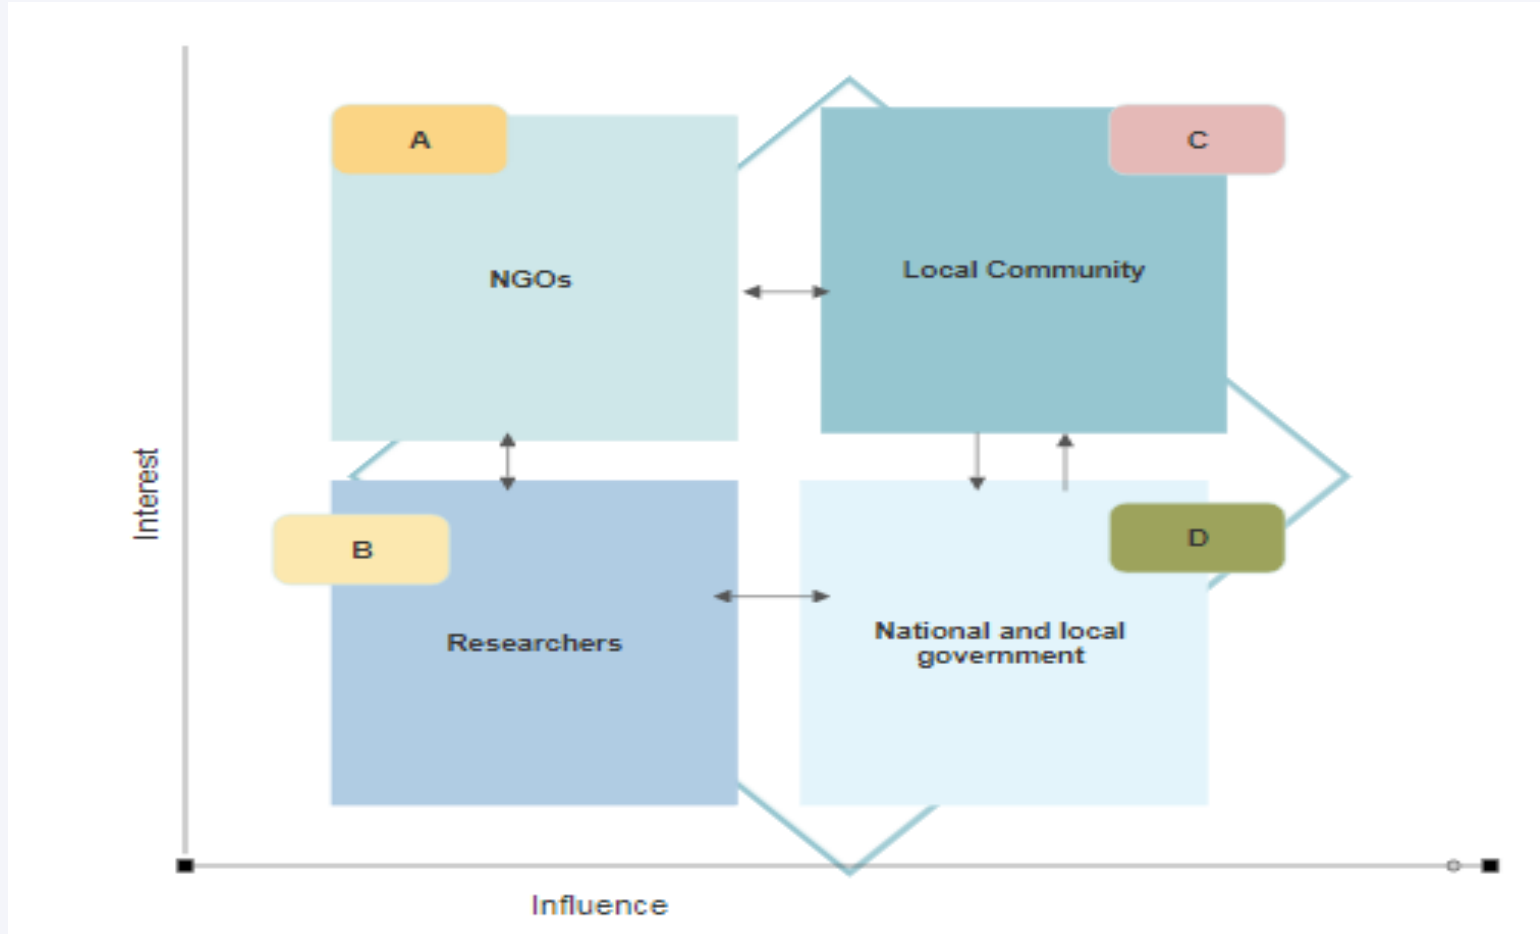 A
C
NGOs
Local Community
Interest
B
D
Researchers
National and local
government
Influence